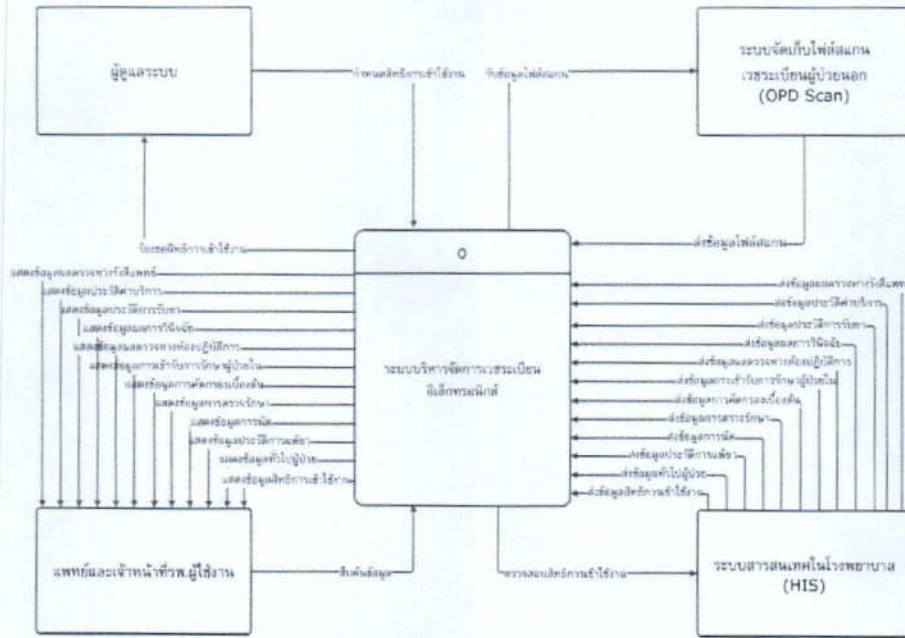 ผู้ดูแลระบบ
กำหนดสิทธิการเข้าใช้งาน
รับข้อมูลไฟล์สแกน
ระบบจัดเก็บไฟล์สแกน
เวชระเบียนผู้ป่วยนอก
(OPD Scan)
ร้องขอสิทธิการเข้าใช้งาน
ส่งข้อมูลไฟล์สแกน
0
ระบบบริหารจัดการเวชระเบียน
อิเล็กทรอนิกส์
แสดงข้อมูลผลตรวจทางรังสีแพทย์
แสดงข้อมูลประวัติค่าบริการ
แสดงข้อมูลประวัติการรับยา
แสดงข้อมูลผลการวินิจฉัย
แสดงข้อมูลผลตรวจทางห้องปฏิบัติการ
แสดงข้อมูลการเข้ารับการรักษาผู้ป่วยใน
แสดงข้อมูลการคัดกรองเบื้องต้น
แสดงข้อมูลการตรวจรักษา
แสดงข้อมูลการนัด
แสดงข้อมูลประวัติการแพ้ยา
แสดงข้อมูลทั่วไปผู้ป่วย
แสดงข้อมูลสิทธิการเข้าใช้งาน
ส่งข้อมูลผลตรวจทางรังสีแพทย์
ส่งข้อมูลประวัติค่าบริการ
ส่งข้อมูลประวัติการรับยา
ส่งข้อมูลผลการวินิจฉัย
ส่งข้อมูลผลตรวจทางห้องปฏิบัติการ
ส่งข้อมูลการเข้ารับการรักษาผู้ป่วยใน
ส่งข้อมูลการคัดกรองเบื้องต้น
ส่งข้อมูลการตรวจรักษา
ส่งข้อมูลการนัด
ส่งข้อมูลประวัติการแพ้ยา
ส่งข้อมูลทั่วไปผู้ป่วย
ส่งข้อมูลสิทธิการเข้าใช้งาน
แพทย์และเจ้าหน้าที่รพ.ผู้ใช้งาน
สืบค้นข้อมูล
ตรวจสอบสิทธิการเข้าใช้งาน
ระบบสารสนเทศในโรงพยาบาล
(HIS)